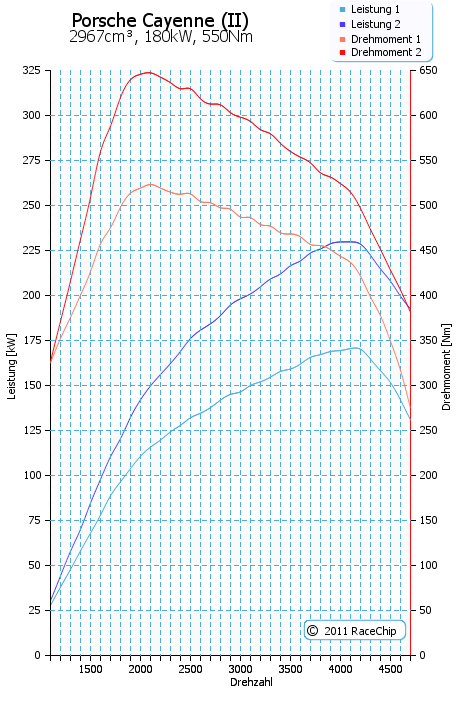 Porsche Cayenne (II)
2967cm³, 180kW, 550Nm
Leistung 1
Leistung 2
Drehmoment 1
Drehmoment 2
325
300
275
250
225
200
175
150
125
100
75
50
25
0
Leistung [kW]
650
600
550
500
450
400
350
300
250
200
150
100
50
0
Drehmoment [Nm]
© 2011 RaceChip
1500 2000 2500 3000 3500 4000 4500
Drehzahl